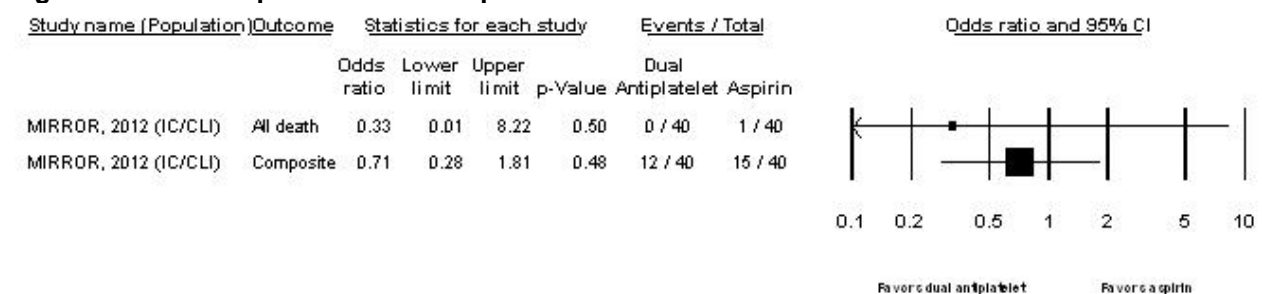 Study name (Population) Outcome Statistics for each study Events / Total Odds ratio and 95% CI
Odds Lower Upper Dual
ratio limit limit p-Value Antiplatelet Aspirin
MIRROR, 2012 (IC/CLI) All death 0.33 0.01 8.22 0.50 0 / 40 1 / 40
MIRROR, 2012 (IC/CLI) Composite 0.71 0.28 1.81 0.48 12 / 40 15 / 40
0.1 0.2 0.5 1 2 5 10
Favors dual antiplatelet Favors aspirin